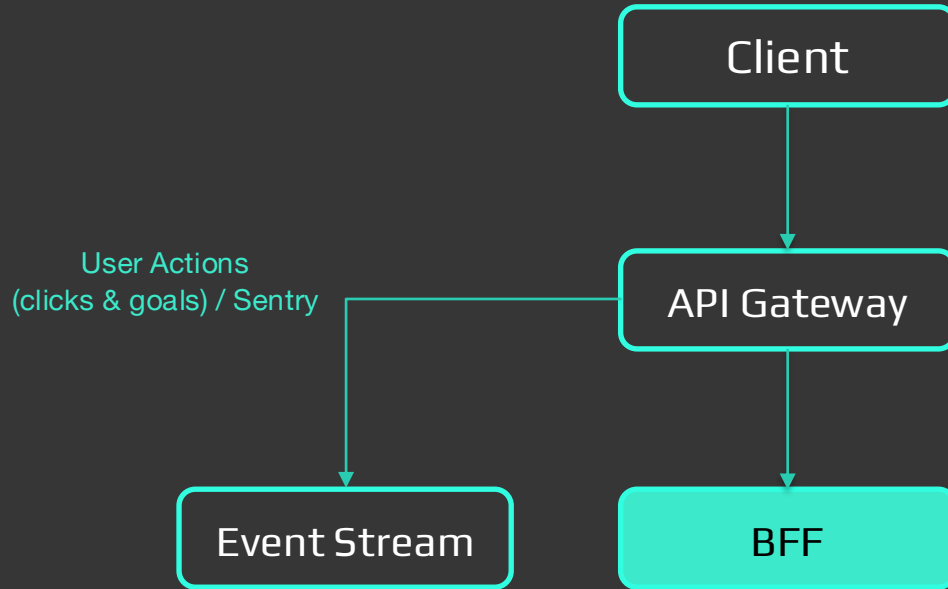 Client
User Actions
(clicks & goals) / Sentry
API Gateway
Event Stream
BFF